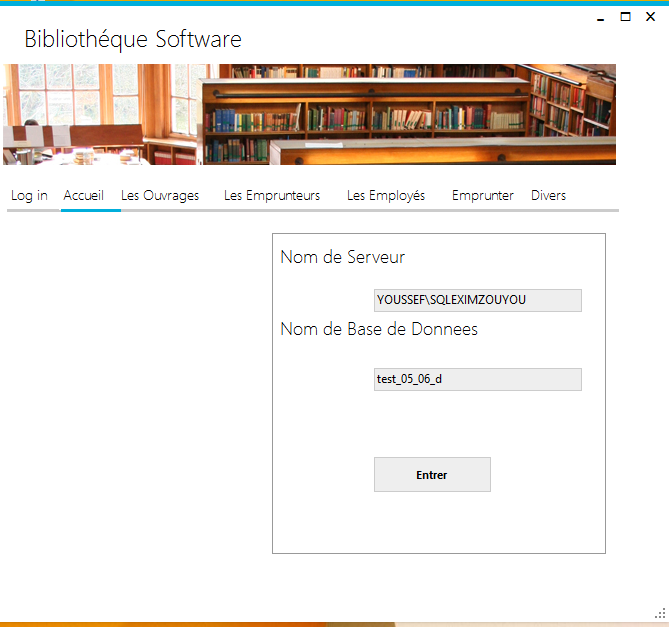 Bibliothéque Software
Log in Accueil Les Ouvrages Les Emprunteurs Les Employés Emprunter Divers
Nom de Serveur
YOUSSEF\SQLEXIMZOUYOU
Nom de Base de Donnees
test_05_06_d
Entrer